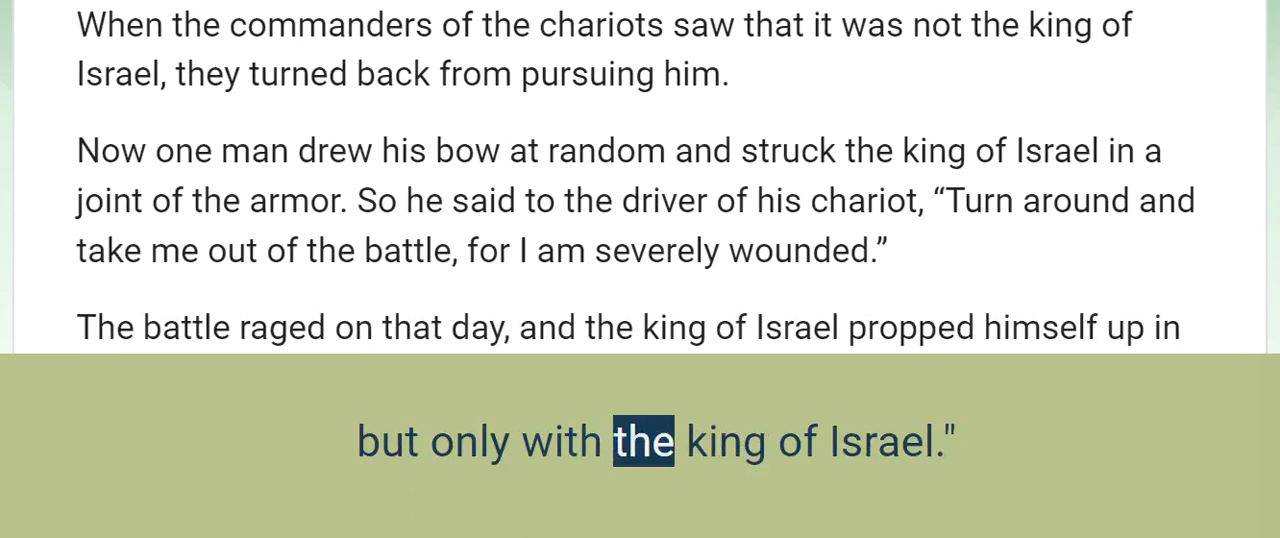 When the commanders of the chariots saw that it was not the king of
Israel, they turned back from pursuing him.
Now one man drew his bow at random and struck the king of Israel in a
joint of the armor. So he said to the driver of his chariot, “Turn around and
take me out of the battle, for I am severely wounded.”
The battle raged on that day, and the king of Israel propped himself up in
but only with the king of Israel."